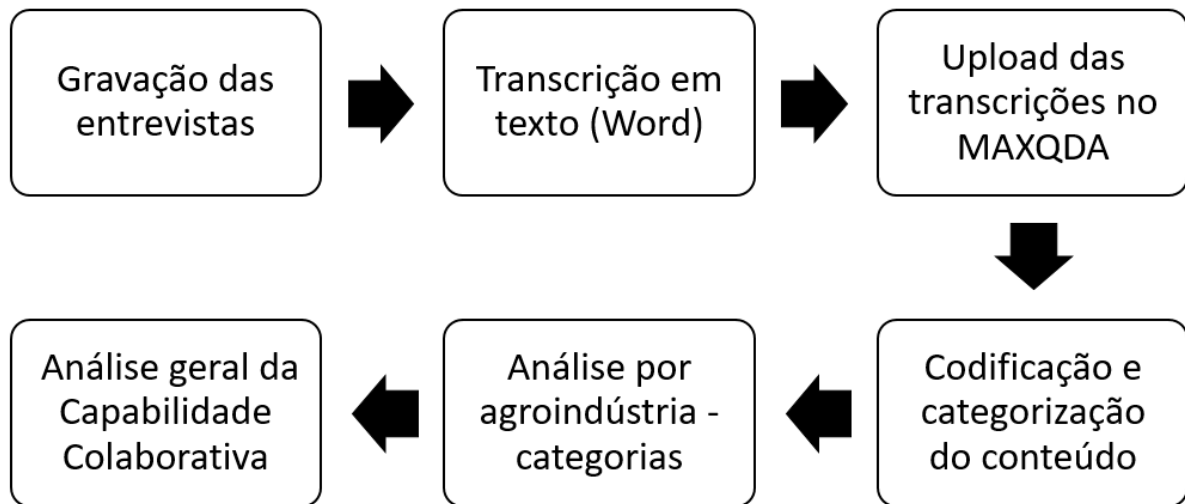 Gravação das
entrevistas
Transcrição em
texto (Word)
Upload das
transcrições no
MAXQDA
Codificação e
categorização
do conteúdo
Análise por
agroindústria -
categorias
Análise geral da
Capabilidade
Colaborativa